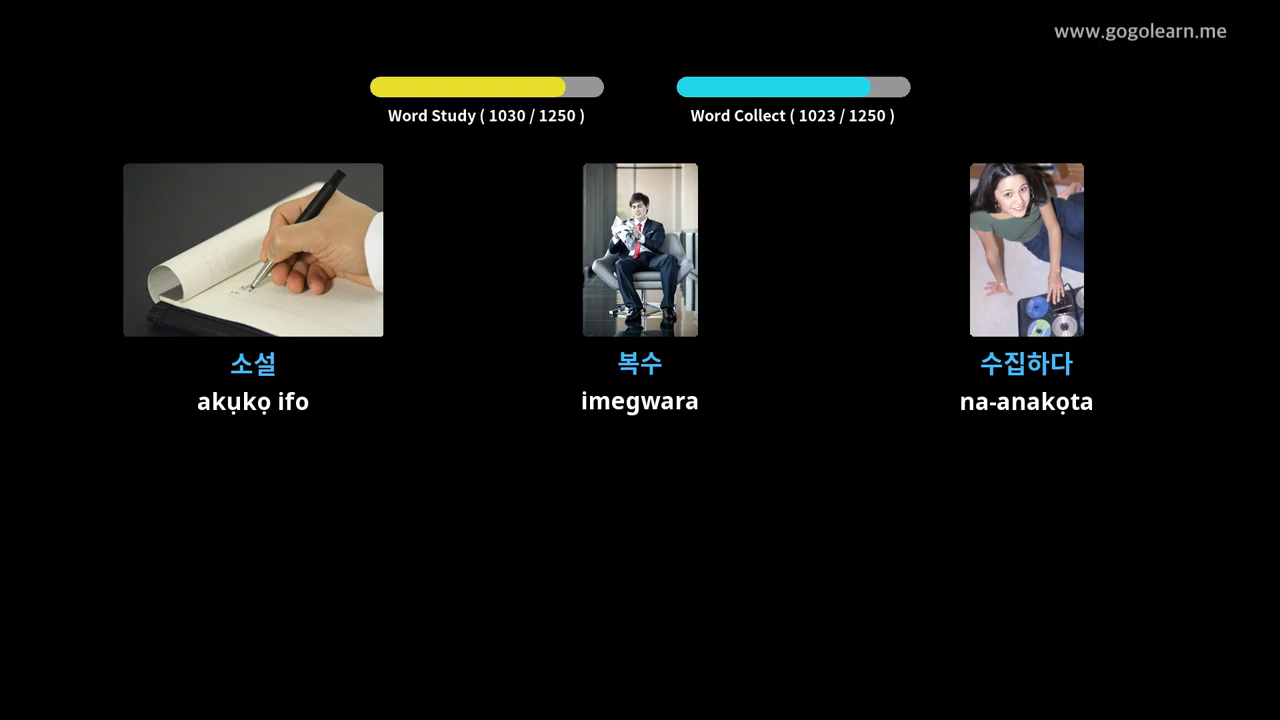 www.gogolearn.me
Word Study ( 1030 / 1250 )
Word Collect ( 1023 / 1250 )
소설
복수
수집하다
akụkọ ifo
imegwara
na-anakọta